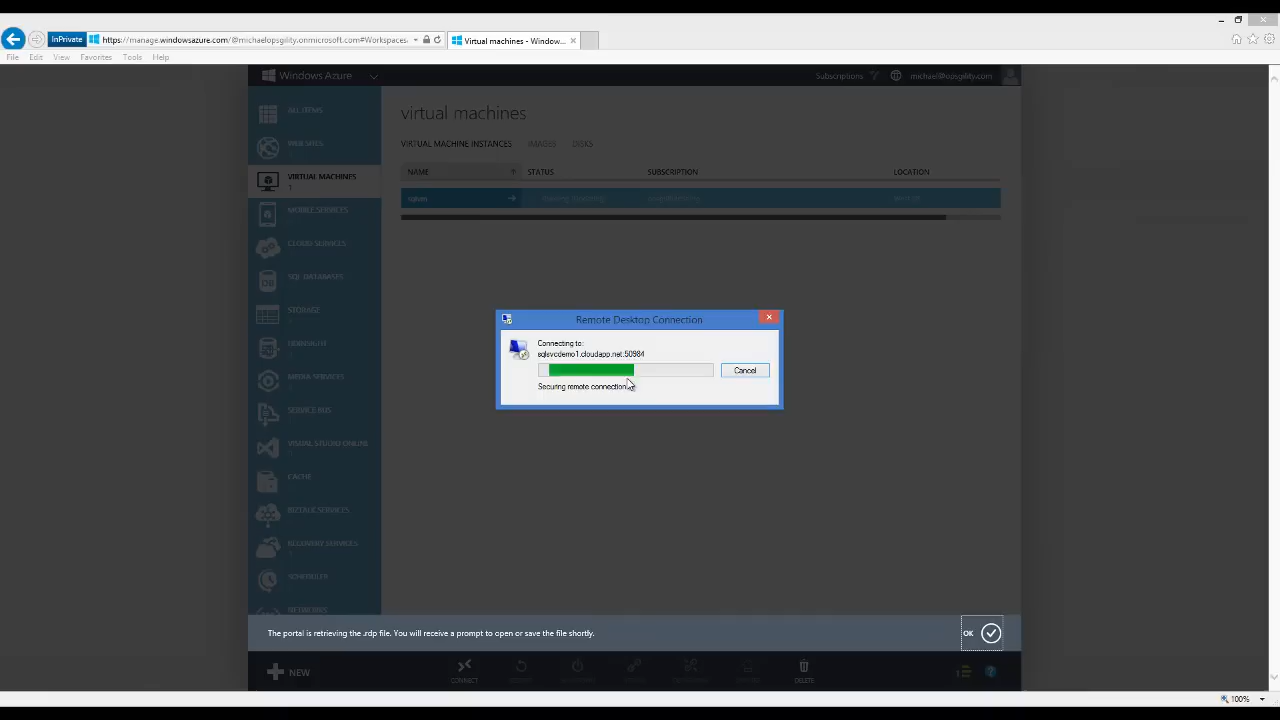 InPrivate
https://manage.windowsazure.com/@michaelopsgility.onmicrosoft.com#Workspaces.
Virtual machines - Window...
File Edit View Favorites Tools Help
Windows Azure
Subscriptions
michael@opsgility.com
ALL ITEMS
WEB SITES
VIRTUAL MACHINES
1
MOBILE SERVICES
CLOUD SERVICES
SQL DATABASES
STORAGE
HDINSIGHT
MEDIA SERVICES
SERVICE BUS
VISUAL STUDIO ONLINE
CACHE
BIZTALK SERVICES
RECOVERY SERVICES
SCHEDULER
NETWORKS
virtual machines
VIRTUAL MACHINE INSTANCES IMAGES DISKS
NAME STATUS SUBSCRIPTION LOCATION
Remote Desktop Connection
Connecting to:
sqlsvcdemo1.cloudapp.net:50984
Cancel
Securing remote connection
The portal is retrieving the .rdp file. You will receive a prompt to open or save the file shortly.
OK
NEW
CONNECT
DELETE
100%